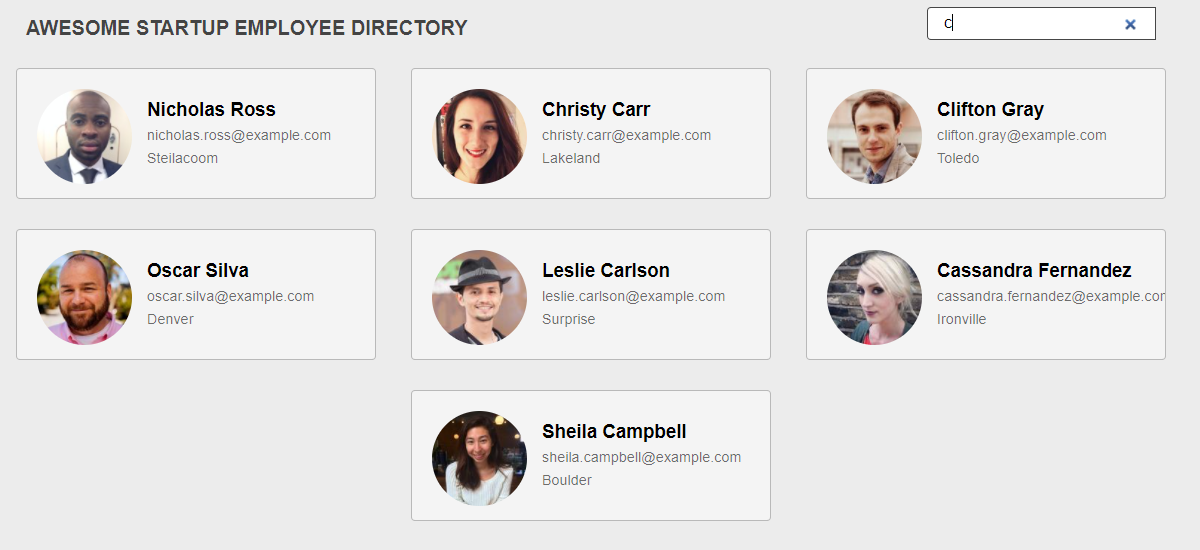 AWESOME STARTUP EMPLOYEE DIRECTORY
c
Nicholas Ross
nicholas.ross@example.com
Steilacoom
Christy Carr
christy.carr@example.com
Lakeland
Clifton Gray
clifton.gray@example.com
Toledo
Oscar Silva
oscar.silva@example.com
Denver
Leslie Carlson
leslie.carlson@example.com
Surprise
Cassandra Fernandez
cassandra.fernandez@example.cor
Ironville
Sheila Campbell
sheila.campbell@example.com
Boulder